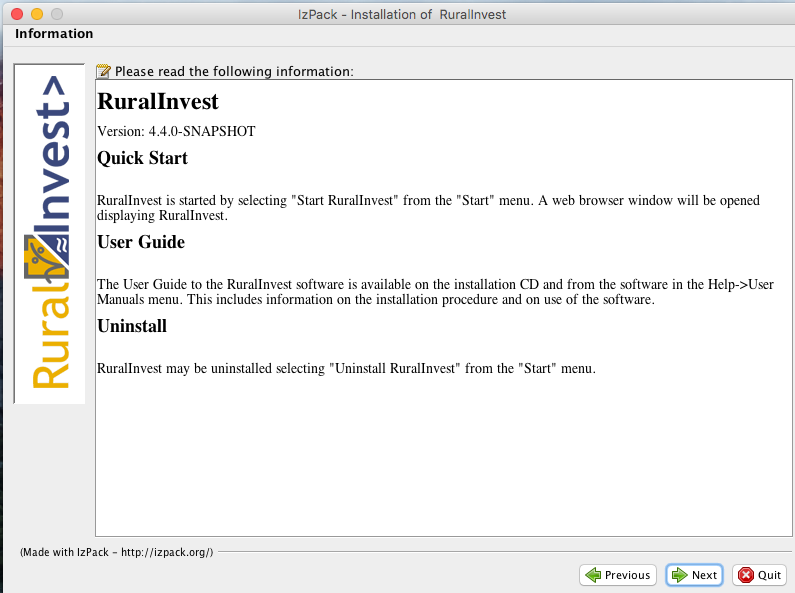 IzPack - Installation of  RuralInvest
Information
RuralInvest>
Please read the following information:
RuralInvest
Version: 4.4.0-SNAPSHOT
Quick Start
RuralInvest is started by selecting "Start RuralInvest" from the "Start" menu. A web browser window will be opened
displaying RuralInvest.
User Guide
The User Guide to the RuralInvest software is available on the installation CD and from the software in the Help->User
Manuals menu. This includes information on the installation procedure and on use of the software.
Uninstall
RuralInvest may be uninstalled selecting "Uninstall RuralInvest" from the "Start" menu.
(Made with IzPack - http://izpack.org/)
Previous Next Quit